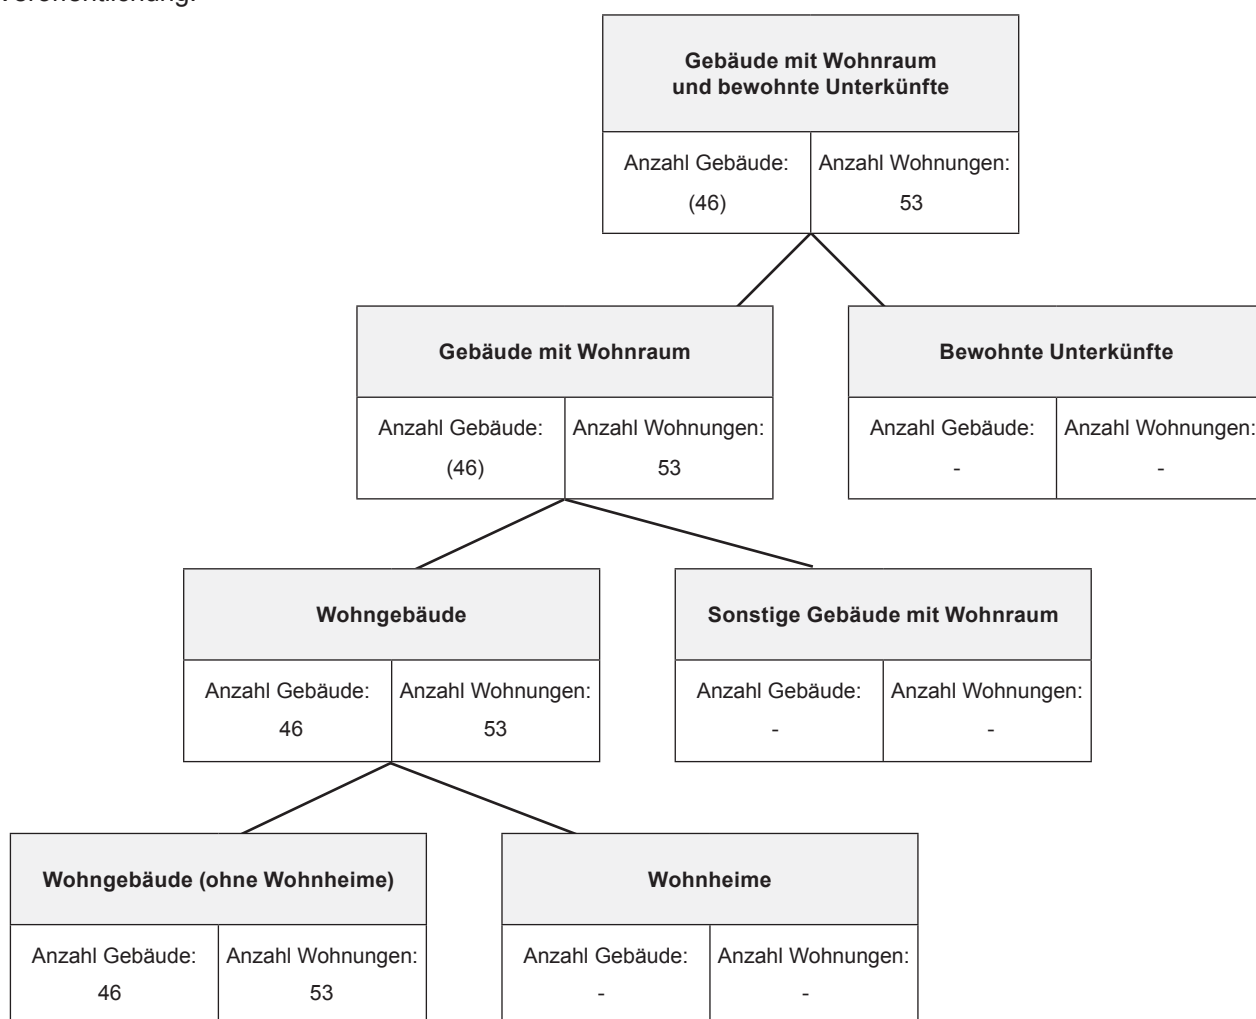 Gebäude mit Wohnraum
und bewohnte Unterkünfte
Anzahl Gebäude: Anzahl Wohnungen:
(46) 53
Gebäude mit Wohnraum
Anzahl Gebäude: Anzahl Wohnungen:
(46) 53
Bewohnte Unterkünfte
Anzahl Gebäude: Anzahl Wohnungen:
- -
Wohngebäude
Anzahl Gebäude: Anzahl Wohnungen:
46 53
Sonstige Gebäude mit Wohnraum
Anzahl Gebäude: Anzahl Wohnungen:
- -
Wohngebäude (ohne Wohnheime)
Anzahl Gebäude: Anzahl Wohnungen:
46 53
Wohnheime
Anzahl Gebäude: Anzahl Wohnungen:
- -